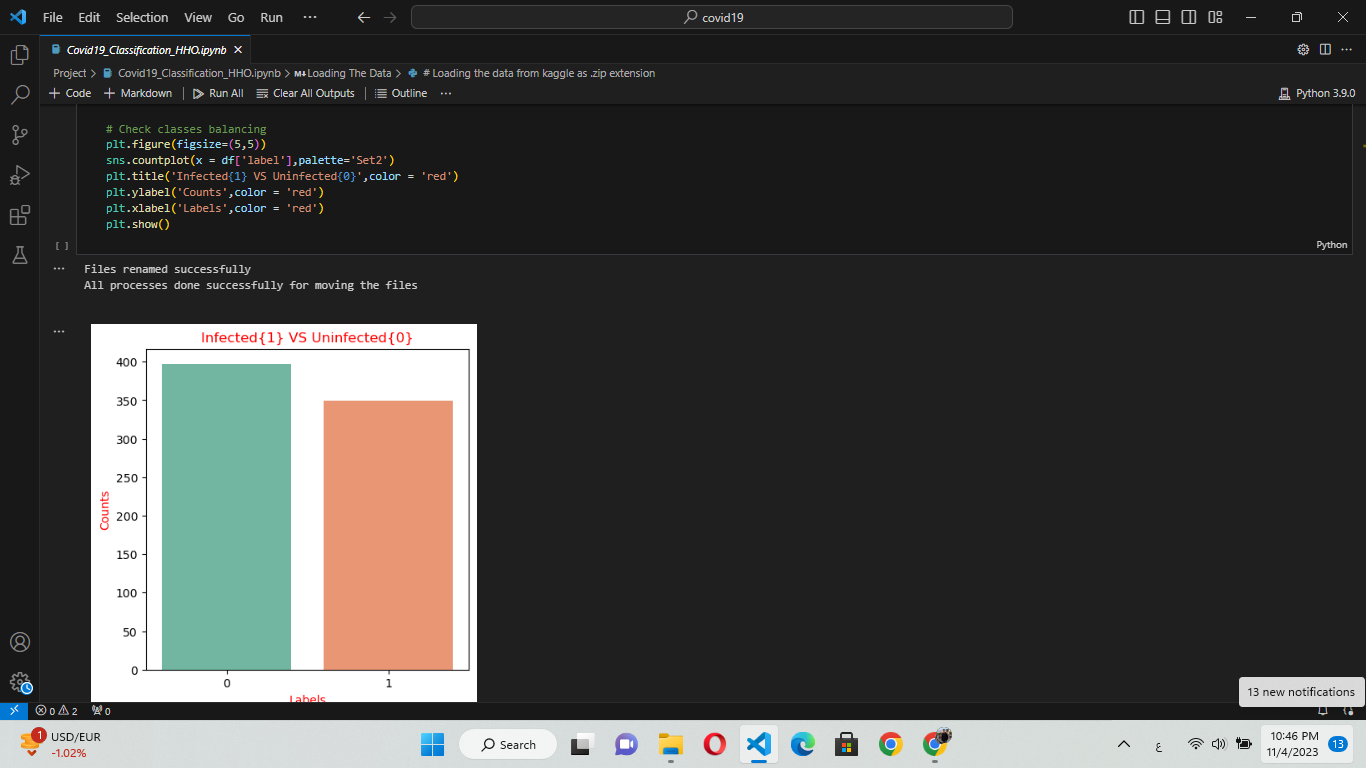 File Edit Selection View Go Run ···
covid19
Covid19_Classification_HHO.ipynb
Project > Covid19_Classification_HHO.ipynb > M↓Loading The Data > # Loading the data from kaggle as .zip extension
+ Code + Markdown | Run All Clear All Outputs | Outline ···
Python 3.9.0
# Check classes balancing
plt.figure(figsize=(5,5))
sns.countplot(x = df['label'],palette='Set2')
plt.title('Infected{1} VS Uninfected{0}',color = 'red')
plt.ylabel('Counts',color = 'red')
plt.xlabel('Labels',color = 'red')
plt.show()
[ ]
Python
Files renamed successfully
All processes done successfully for moving the files
Infected{1} VS Uninfected{0}
400
350
300
250
200
150
100
50
0
Counts
0 1
Labels
13 new notifications
0 2 0
1
USD/EUR
-1.02%
Search
ع
10:46 PM
11/4/2023
13